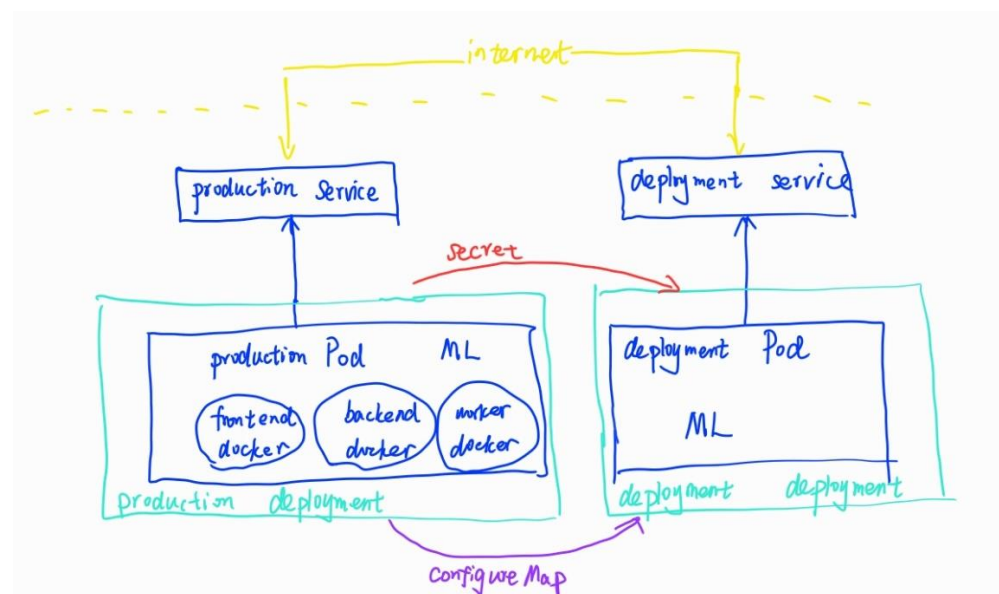 internet
production Service
deployment service
secret
production Pod ML
frontend docker
backend docker
worker docker
production deployment
deployment Pod
ML
deployment deployment
Configure Map